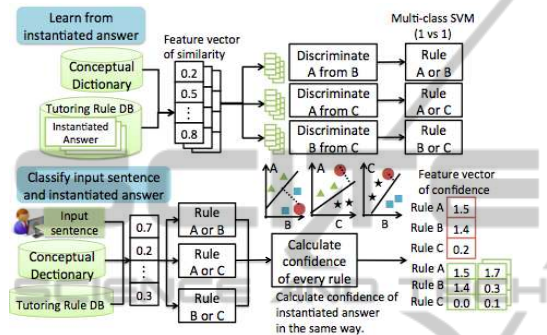 Learn from
instantiated answer
Conceptual
Dictionary
Tutoring Rule DB
Instantiated
Answer
Feature vector
of similarity
0.2
0.5
⋮
0.8
Discriminate
A from B
Discriminate
A from C
Discriminate
B from C
Multi-class SVM
(1 vs 1)
Rule
A or B
Rule
A or C
Rule
B or C
Classify input sentence
and instantiated answer
Input
sentence
Conceptual
Dectionary
Tutoring Rule DB
0.7
0.2
⋮
0.3
Rule
A or B
Rule
A or C
Rule
B or C
A
B
A
C
C
B
Calculate
confidence
of every rule
Calculate confidence of
instantiated answer
in the same way.
Feature vector
of confidence
Rule A 1.5
Rule B 1.4
Rule C 0.2
Rule A 1.5 1.7
Rule B 1.4 0.3
Rule C 0.0 0.1